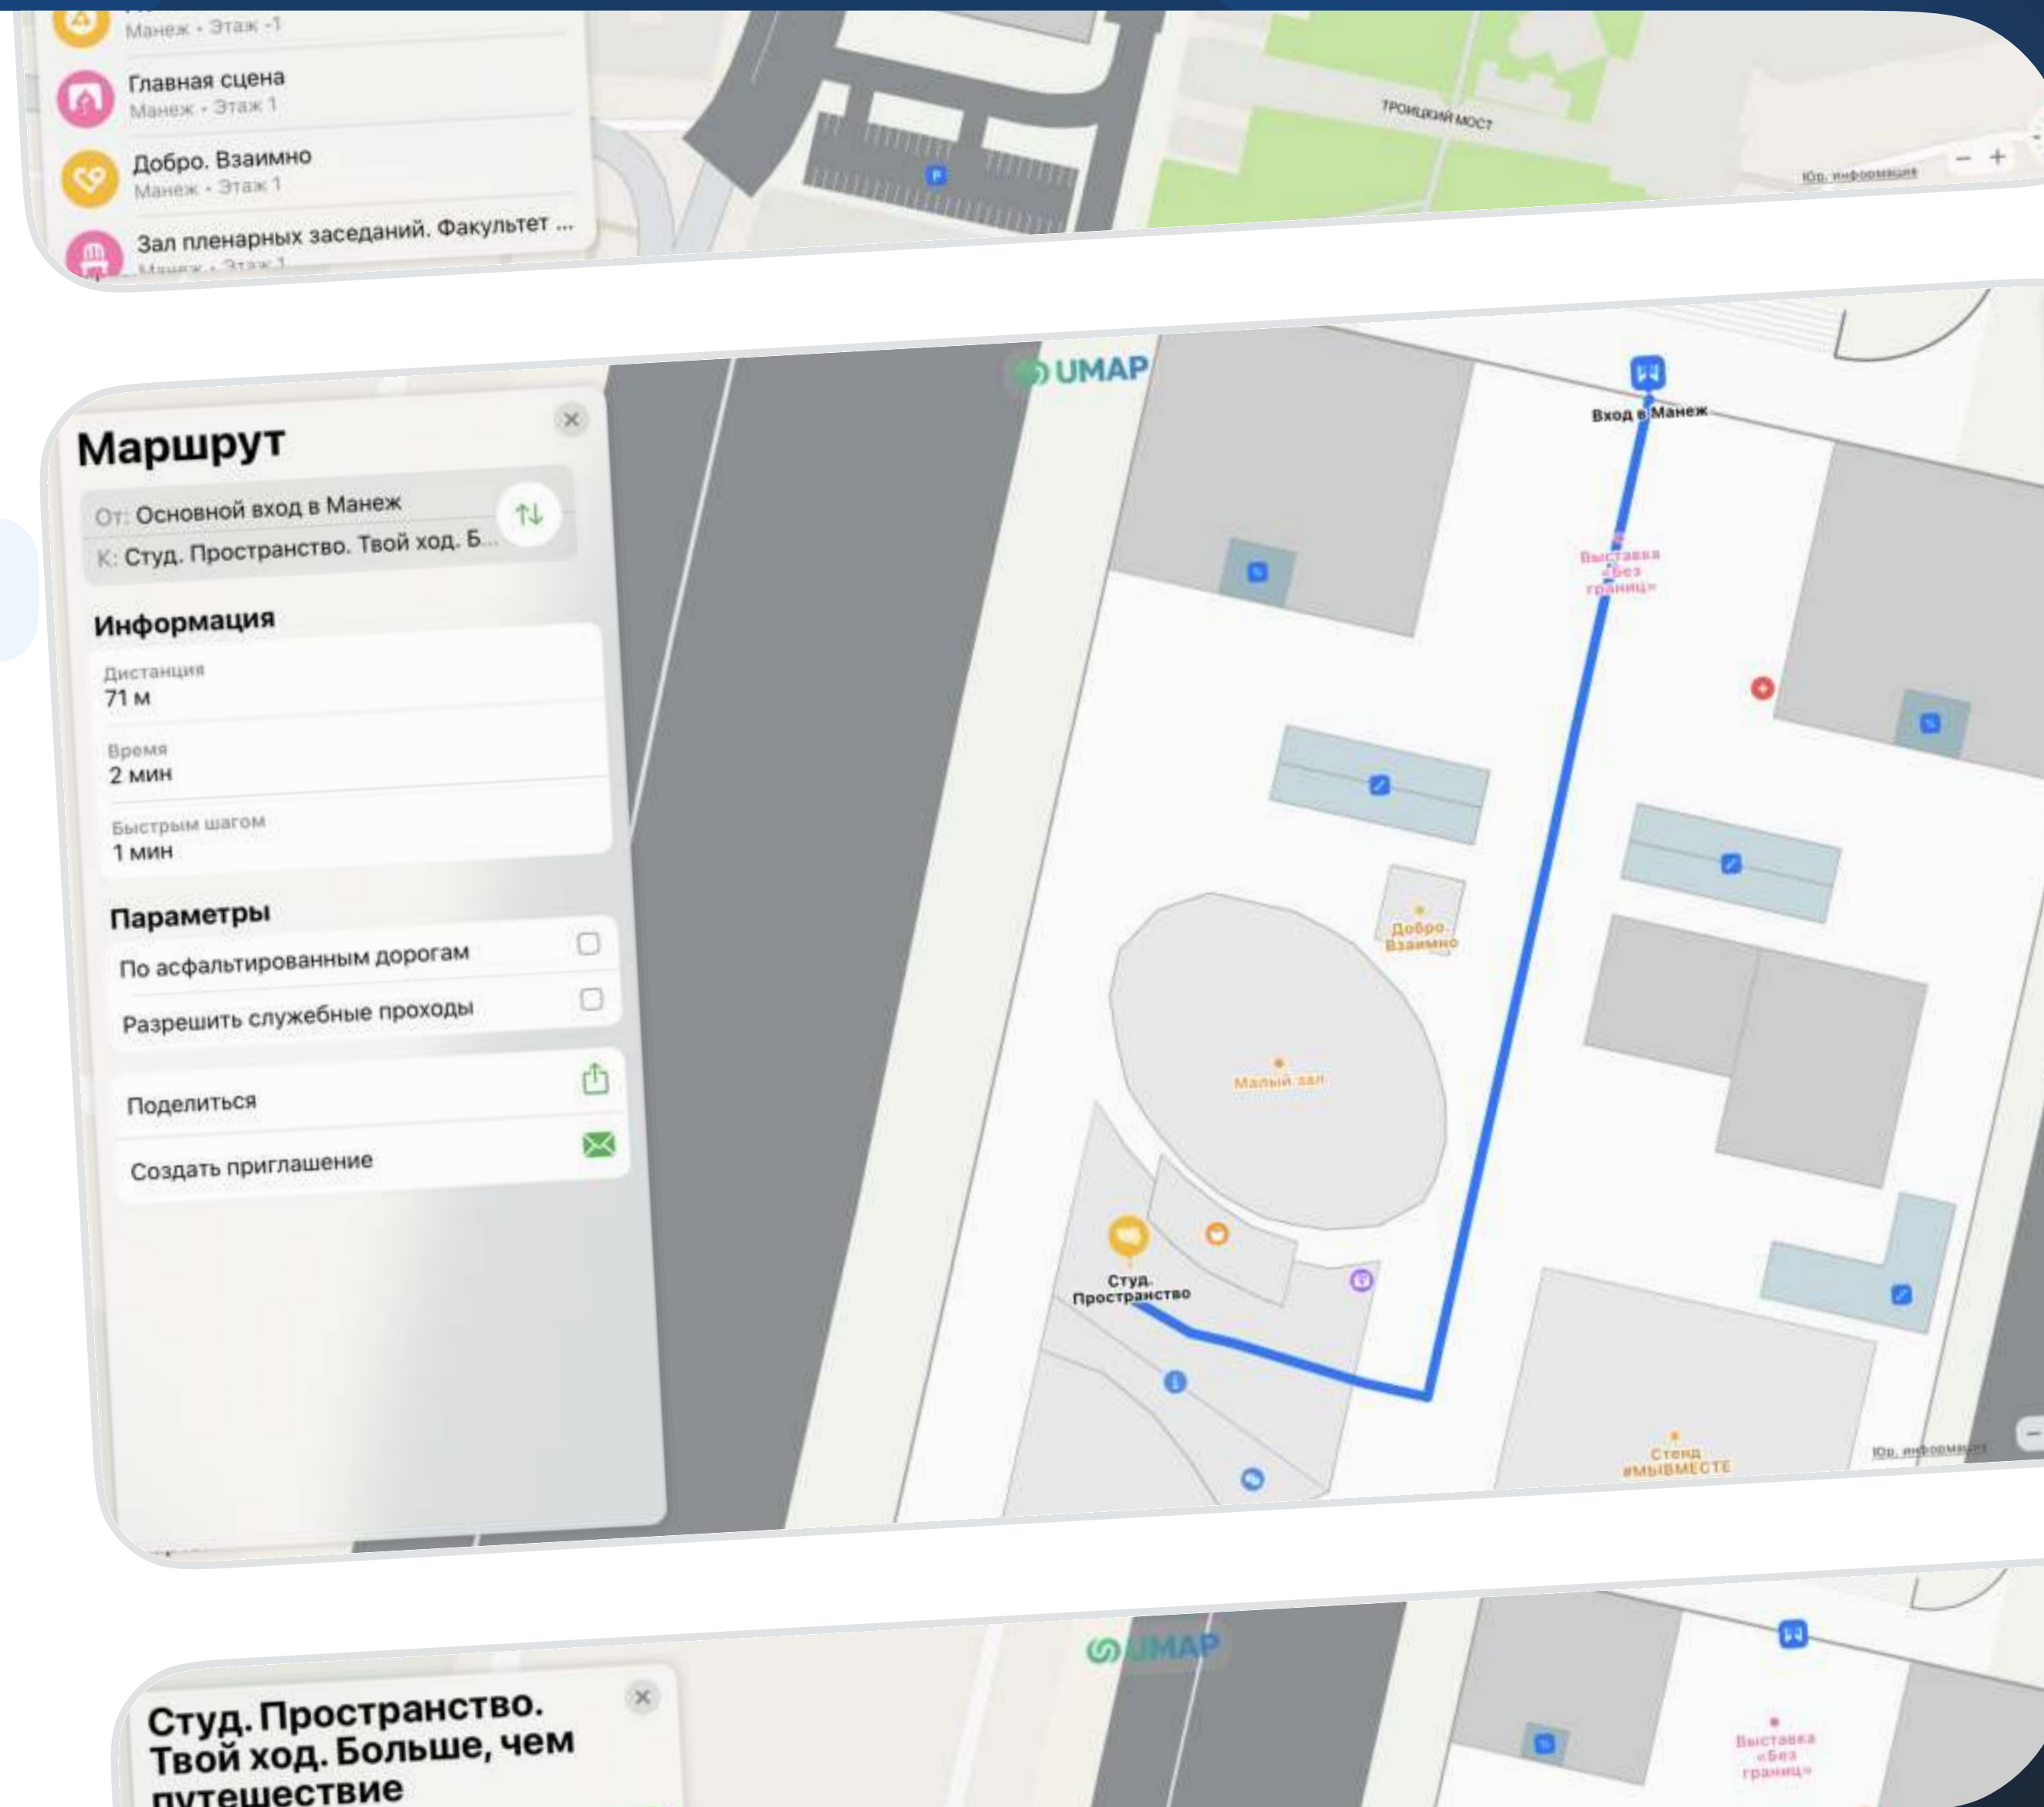 Манеж • Этаж -1
Главная сцена
Манеж • Этаж 1
Добро. Взаимно
Манеж • Этаж 1
Зал пленарных заседаний. Факультет ...
Манеж • Этаж 1
ТРОИЦКИЙ МОСТ
P
Юр. информация
UMAP
Маршрут
От: Основной вход в Манеж
К: Студ. Пространство. Твой ход. Б...
Информация
Дистанция
71 м
Время
2 мин
Быстрым шагом
1 мин
Параметры
По асфальтированным дорогам
Разрешить служебные проходы
Поделиться
Создать приглашение
Вход в Манеж
Выставка
«Без
границ»
Добро.
Взаимно
Малый зал
Студ.
Пространство
Стенд
#МЫВМЕСТЕ
Юр. информация
UMAP
Студ. Пространство.
Твой ход. Больше, чем
путешествие
Выставка
«Без
границ»